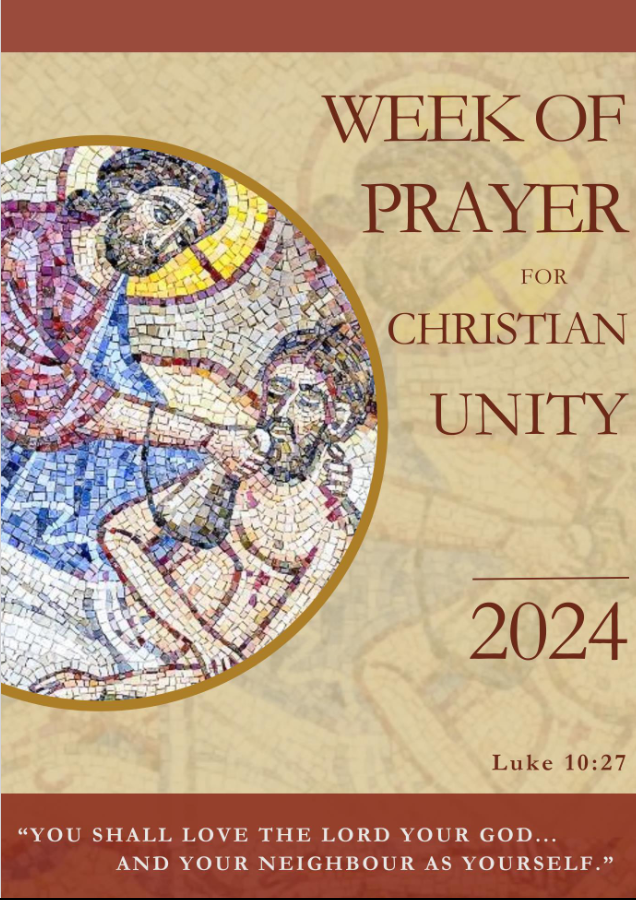 WEEK OF
PRAYER
FOR
CHRISTIAN
UNITY
2024
Luke 10:27
“YOU SHALL LOVE THE LORD YOUR GOD...
AND YOUR NEIGHBOUR AS YOURSELF.”